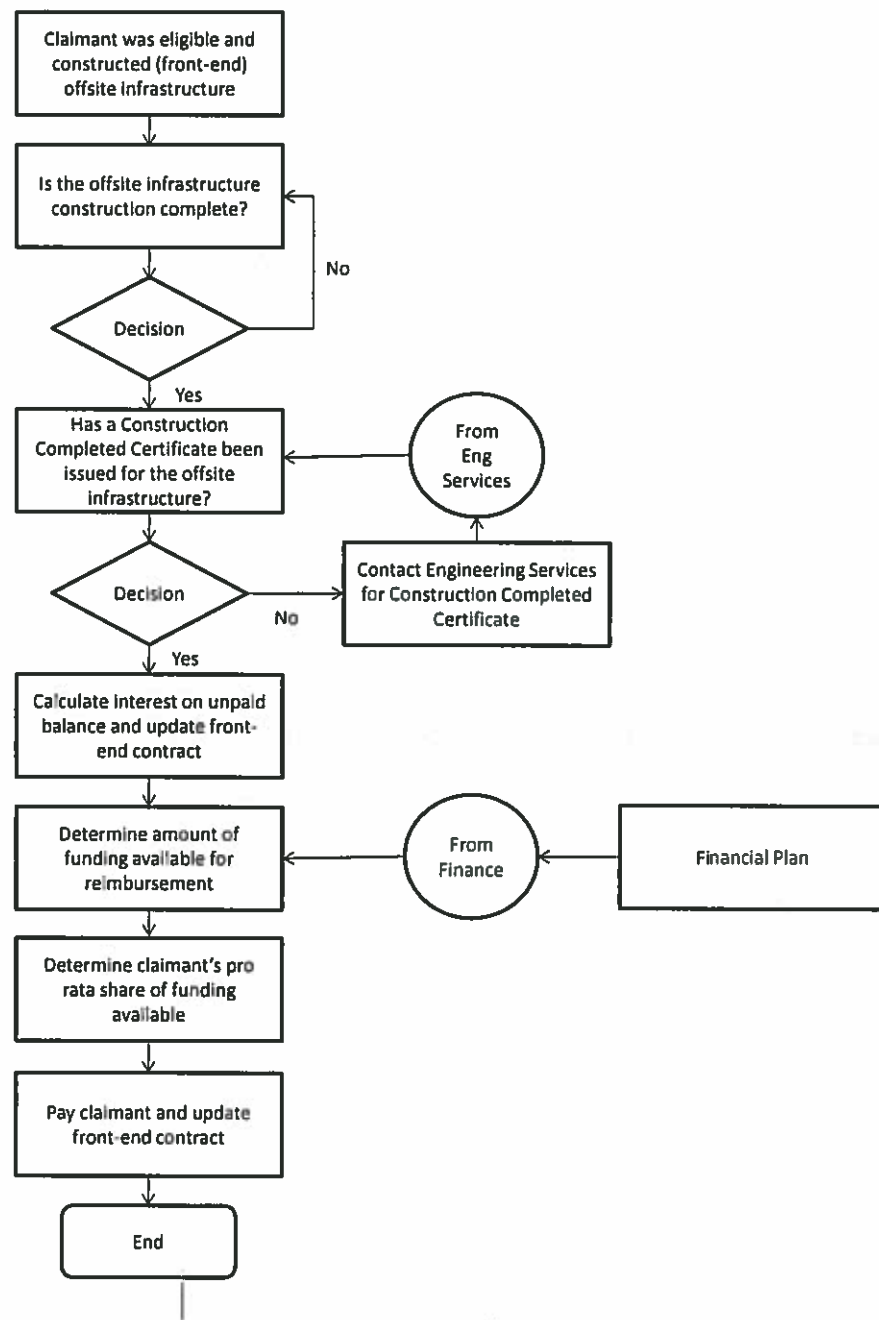 Claimant was eligible and
constructed (front-end)
offsite infrastructure
Is the offsite infrastructure
construction complete?
No
Decision
Yes
Has a Construction
Completed Certificate been
issued for the offsite
infrastructure?
From
Eng
Services
Decision
No
Contact Engineering Services
for Construction Completed
Certificate
Yes
Calculate interest on unpaid
balance and update front-
end contract
Determine amount of
funding available for
reimbursement
From
Finance
Financial Plan
Determine claimant's pro
rata share of funding
available
Pay claimant and update
front-end contract
End